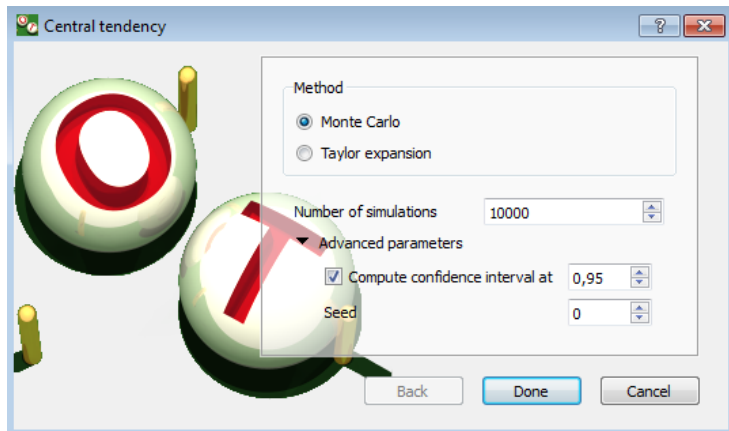 Central tendency
Method
Monte Carlo
Taylor expansion
Number of simulations 10000
Advanced parameters
Compute confidence interval at 0,95
Seed 0
Back Done Cancel
O
T